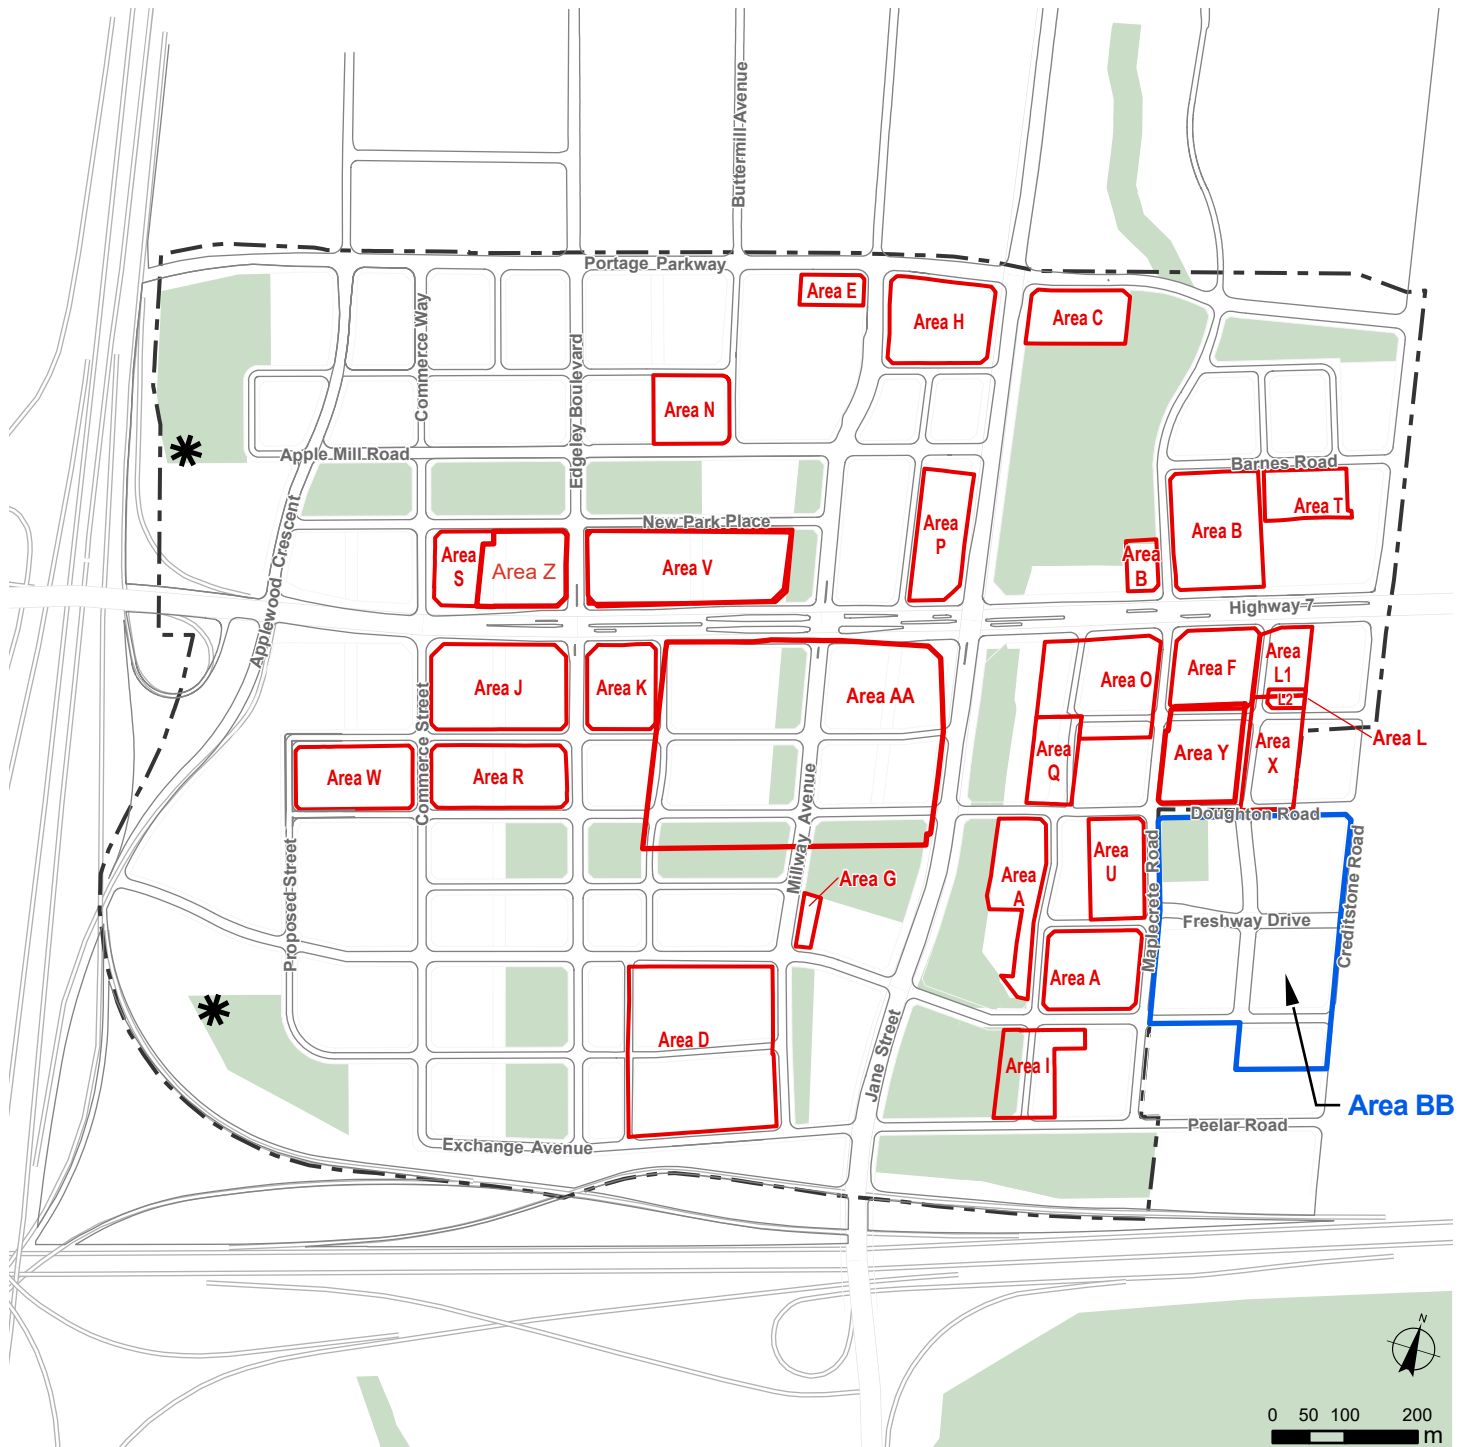 Buttermill Avenue
Portage Parkway
Area E
Area H
Area C
Commerce Way
Edgeley Boulevard
Area N
Apple Mill Road
Barnes Road
Applewood Crescent
New Park Place
Area
P
Area B
Area T
Area
S
Area Z
Area V
Area
B
Highway 7
Area J
Area K
Area AA
Area O
Area F
Area
L1
L2
Commerce Street
Area
Q
Area Y
Area
X
Area L
Area W
Area R
Millway Avenue
Doughton Road
Proposed Street
Area G
Area
A
Area
U
Maplecrete Road
Freshway Drive
Creditstone Road
Area A
Area D
Jane Street
Area I
Area BB
Exchange Avenue
Peelar Road
N
0 50 100 200
m